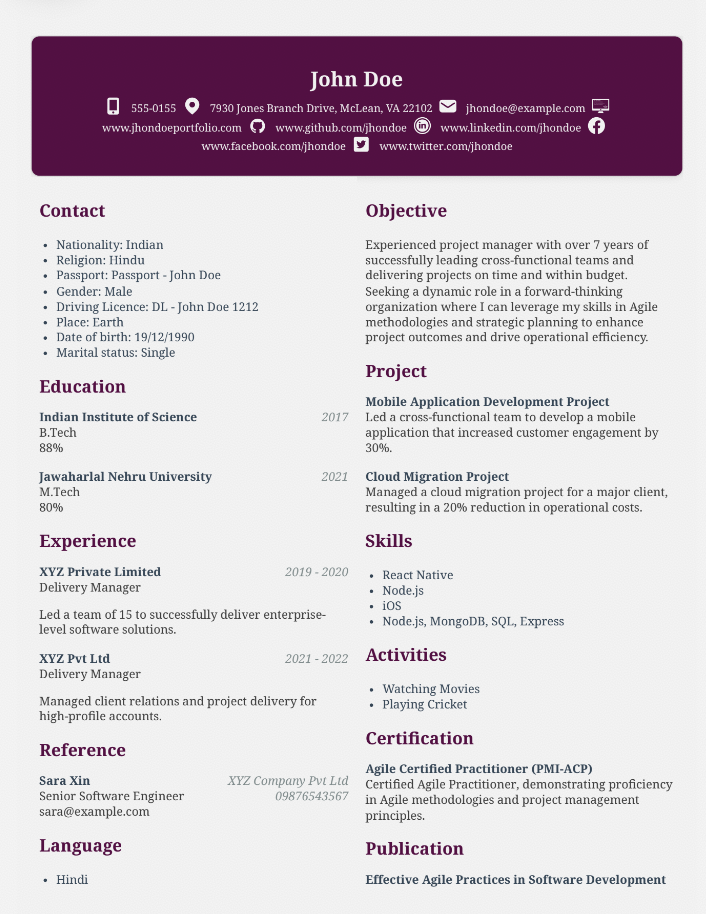 John Doe
555-0155 7930 Jones Branch Drive, McLean, VA 22102 jhondoe@example.com
www.jhondoeportfolio.com www.github.com/jhondoe www.linkedin.com/jhondoe
www.facebook.com/jhondoe www.twitter.com/jhondoe
Contact
• Nationality: Indian
• Religion: Hindu
• Passport: Passport - John Doe
• Gender: Male
• Driving Licence: DL - John Doe 1212
• Place: Earth
• Date of birth: 19/12/1990
• Marital status: Single
Education
Indian Institute of Science 2017
B.Tech
88%
Jawaharlal Nehru University 2021
M.Tech
80%
Experience
XYZ Private Limited 2019 - 2020
Delivery Manager
Led a team of 15 to successfully deliver enterprise-
level software solutions.
XYZ Pvt Ltd 2021 - 2022
Delivery Manager
Managed client relations and project delivery for
high-profile accounts.
Reference
Sara Xin XYZ Company Pvt Ltd
Senior Software Engineer 09876543567
sara@example.com
Language
• Hindi
Objective
Experienced project manager with over 7 years of
successfully leading cross-functional teams and
delivering projects on time and within budget.
Seeking a dynamic role in a forward-thinking
organization where I can leverage my skills in Agile
methodologies and strategic planning to enhance
project outcomes and drive operational efficiency.
Project
Mobile Application Development Project
Led a cross-functional team to develop a mobile
application that increased customer engagement by
30%.
Cloud Migration Project
Managed a cloud migration project for a major client,
resulting in a 20% reduction in operational costs.
Skills
• React Native
• Node.js
• iOS
• Node.js, MongoDB, SQL, Express
Activities
• Watching Movies
• Playing Cricket
Certification
Agile Certified Practitioner (PMI-ACP)
Certified Agile Practitioner, demonstrating proficiency
in Agile methodologies and project management
principles.
Publication
Effective Agile Practices in Software Development